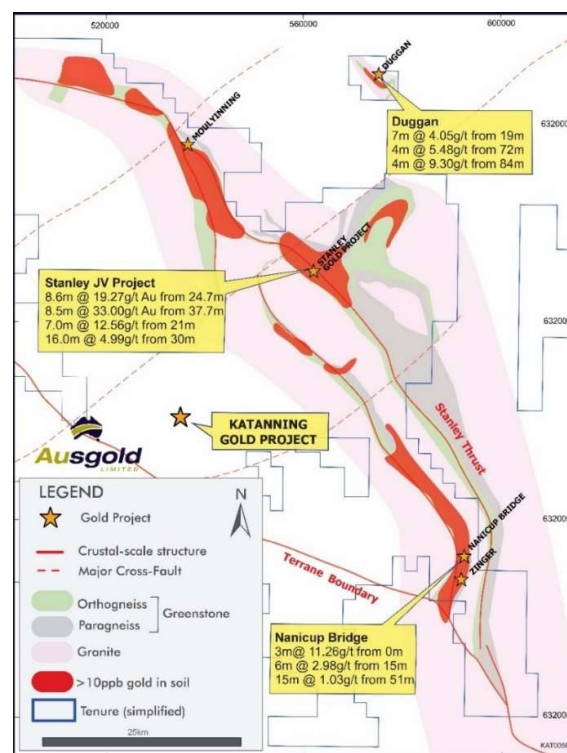 520000
560000
600000
DUGGAN
632000
Duggan
7m @ 4.05g/t from 19m
4m @ 5.48g/t from 72m
4m @ 9.30g/t from 84m
MOULYINNING
STANLEY
GOLD PROJECT
Stanley JV Project
8.6m @ 19.27g/t Au from 24.7m
8.5m @ 33.00g/t Au from 37.7m
7.0m @ 12.56g/t from 21m
16.0m @ 4.99g/t from 30m
632000
KATANNING
GOLD PROJECT
Stanley Thrust
Ausgold
LIMITED
632000
NANICUP BRIDGE
ZINGER
Terrane Boundary
Nanicup Bridge
3m@ 11.26g/t from 0m
6m @ 2.98g/t from 15m
15m @ 1.03g/t from 51m
632000
LEGEND
N
Gold Project
Crustal-scale structure
Major Cross-Fault
Orthogneiss
Paragneiss
Greenstone
Granite
>10ppb gold in soil
Tenure (simplified)
25km